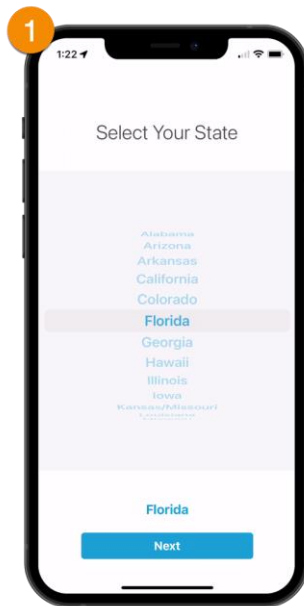 1
1:22
Select Your State
Alabama
Arizona
Arkansas
California
Colorado
Florida
Georgia
Hawaii
Illinois
Iowa
Kansas/Missouri
Louisiana
Florida
Next